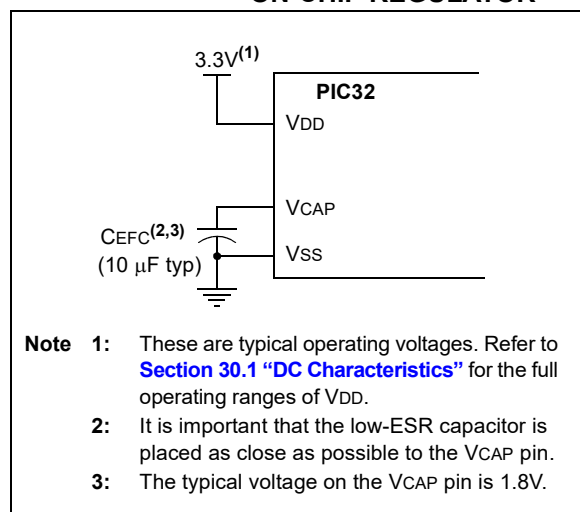 ON-CHIP REGULATOR
3.3V(1)
PIC32
VDD
VCAP
CEFC(2,3)
(10 μF typ)
VSS
Note 1: These are typical operating voltages. Refer to
Section 30.1 “DC Characteristics” for the full
operating ranges of VDD.
2: It is important that the low-ESR capacitor is
placed as close as possible to the VCAP pin.
3: The typical voltage on the VCAP pin is 1.8V.